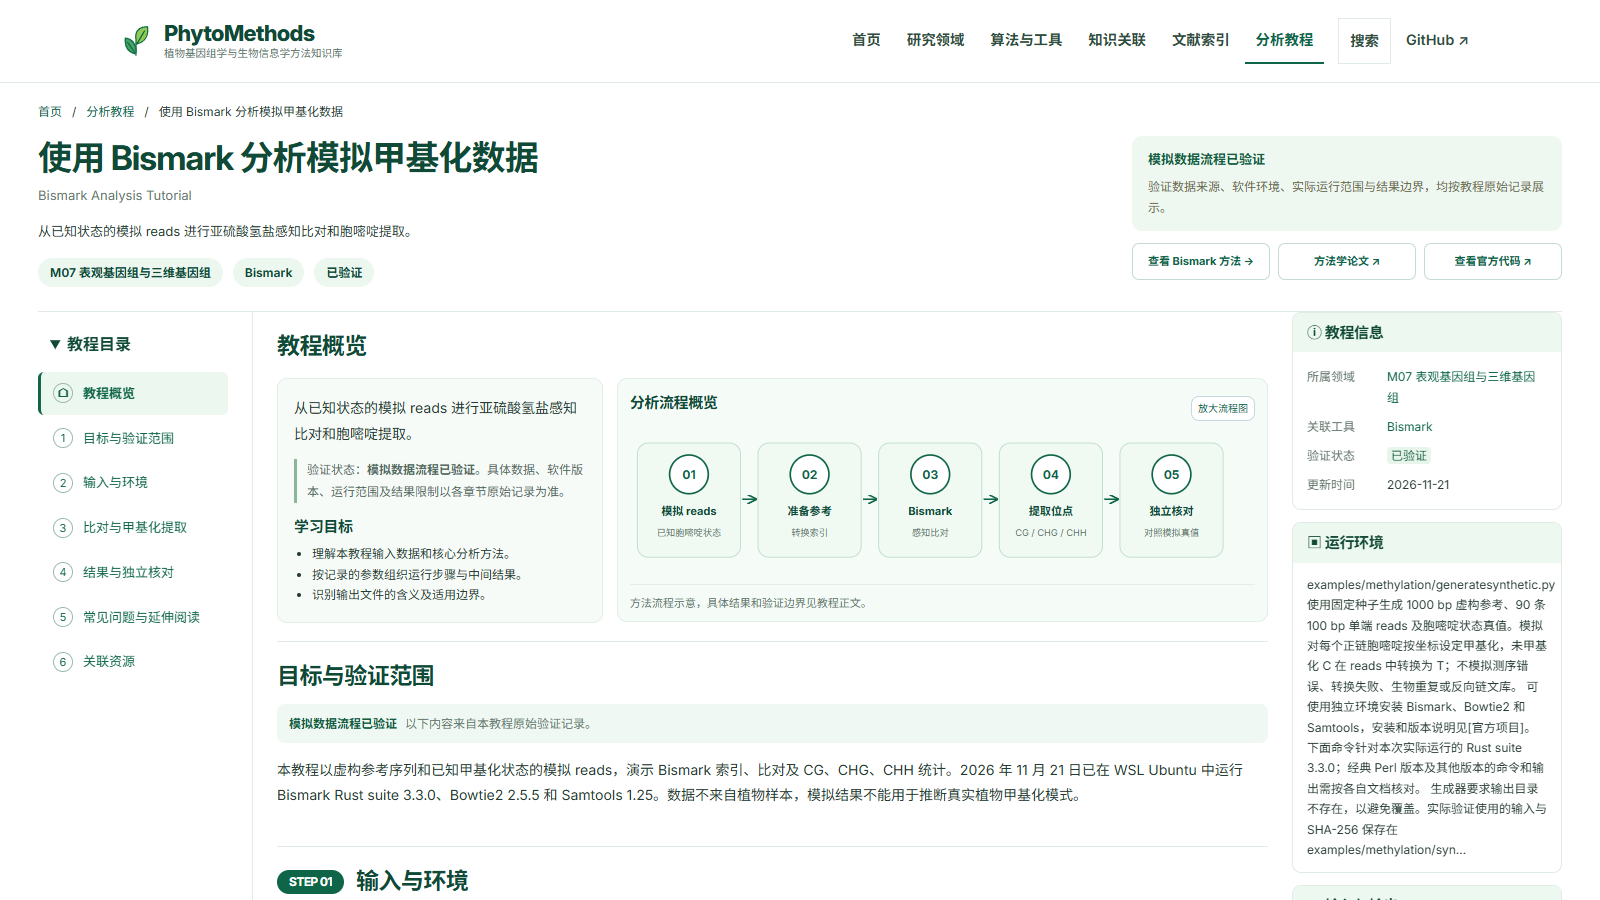 PhytoMethods
植物基因组学与生物信息学方法知识库
首页 研究领域 算法与工具 知识关联 文献索引 分析教程 搜索 GitHub ↗
首页 / 分析教程 / 使用 Bismark 分析模拟甲基化数据
使用 Bismark 分析模拟甲基化数据
Bismark Analysis Tutorial
从已知状态的模拟 reads 进行亚硫酸氢盐感知比对和胞嘧啶提取。
M07 表观基因组与三维基因组 Bismark 已验证
模拟数据流程已验证
验证数据来源、软件环境、实际运行范围与结果边界，均按教程原始记录展
示。
查看 Bismark 方法 → 方法学论文 ↗ 查看官方代码 ↗
▼ 教程目录
教程概览
1 目标与验证范围
2 输入与环境
3 比对与甲基化提取
4 结果与独立核对
5 常见问题与延伸阅读
6 关联资源
教程概览
从已知状态的模拟 reads 进行亚硫酸氢盐感知
比对和胞嘧啶提取。
验证状态：模拟数据流程已验证。具体数据、软件版
本、运行范围及结果限制以各章节原始记录为准。
学习目标
• 理解本教程输入数据和核心分析方法。
• 按记录的参数组织运行步骤与中间结果。
• 识别输出文件的含义及适用边界。
分析流程概览
放大流程图
01 02 03 04 05
模拟 reads 准备参考 Bismark 提取位点 独立核对
已知胞嘧啶状态 转换索引 感知比对 CG / CHG / CHH 对照模拟真值
方法流程示意，具体结果和验证边界见教程正文。
目标与验证范围
模拟数据流程已验证 以下内容来自本教程原始验证记录。
本教程以虚构参考序列和已知甲基化状态的模拟 reads，演示 Bismark 索引、比对及 CG、CHG、CHH 统计。2026 年 11 月 21 日已在 WSL Ubuntu 中运行
Bismark Rust suite 3.3.0、Bowtie2 2.5.5 和 Samtools 1.25。数据不来自植物样本，模拟结果不能用于推断真实植物甲基化模式。
STEP 01 输入与环境
教程信息
所属领域 M07 表观基因组与三维基因
组
关联工具 Bismark
验证状态 已验证
更新时间 2026-11-21
运行环境
examples/methylation/generatesynthetic.py
使用固定种子生成 1000 bp 虚构参考、90 条
100 bp 单端 reads 及胞嘧啶状态真值。模拟
对每个正链胞嘧啶按坐标设定甲基化，未甲基
化 C 在 reads 中转换为 T；不模拟测序错
误、转换失败、生物重复或反向链文库。 可
使用独立环境安装 Bismark、Bowtie2 和
Samtools，安装和版本说明见[官方项目]。
下面命令针对本次实际运行的 Rust suite
3.3.0；经典 Perl 版本及其他版本的命令和输
出需按各自文档核对。 生成器要求输出目录
不存在，以避免覆盖。实际验证使用的输入与
SHA-256 保存在
examples/methylation/syn...